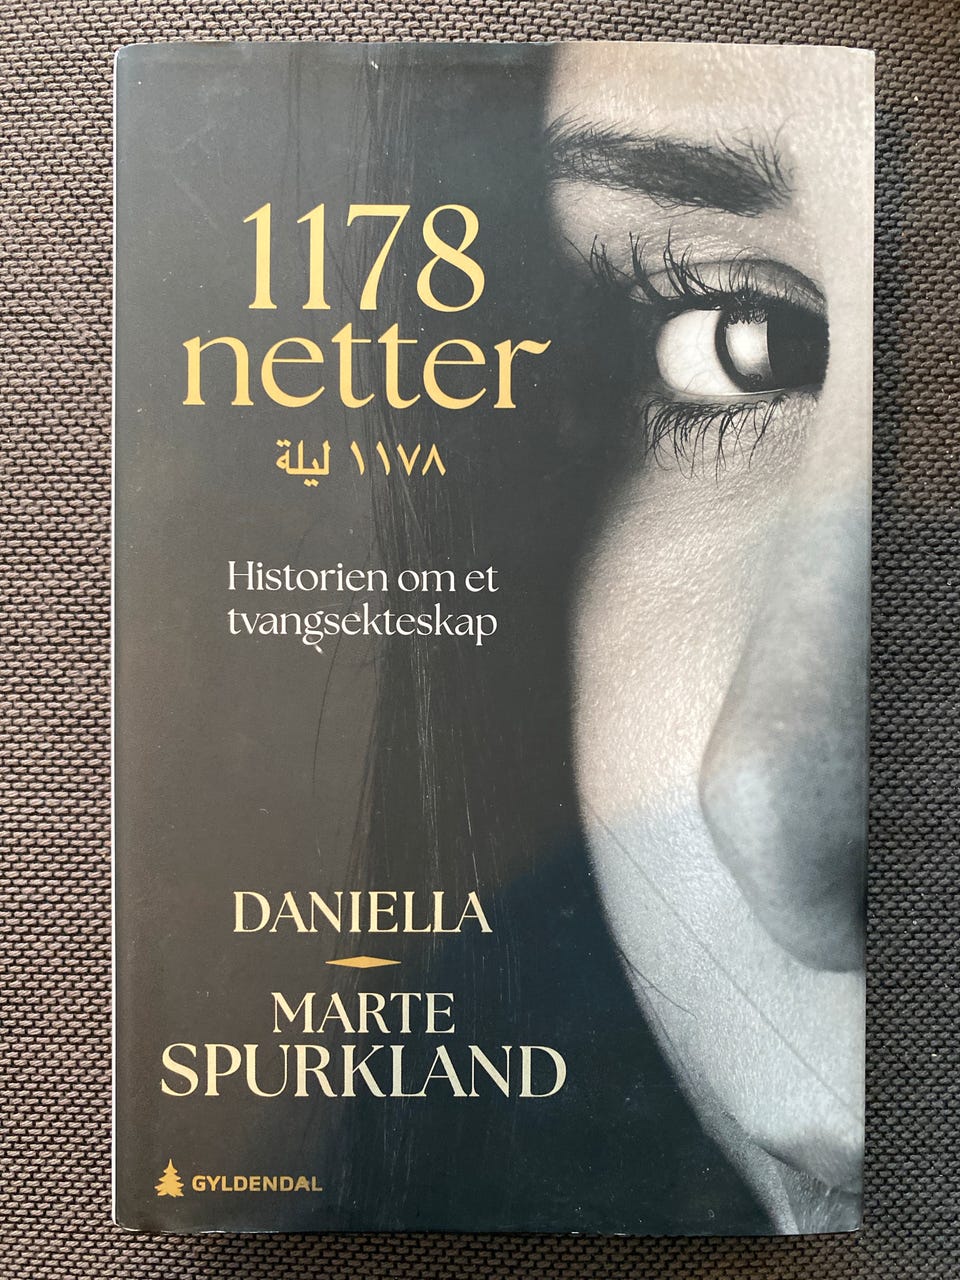 1178
netter
١١٧٨ ليلة
Historien om et
tvangsekteskap
DANIELLA
MARTE
SPURKLAND
GYLDENDAL